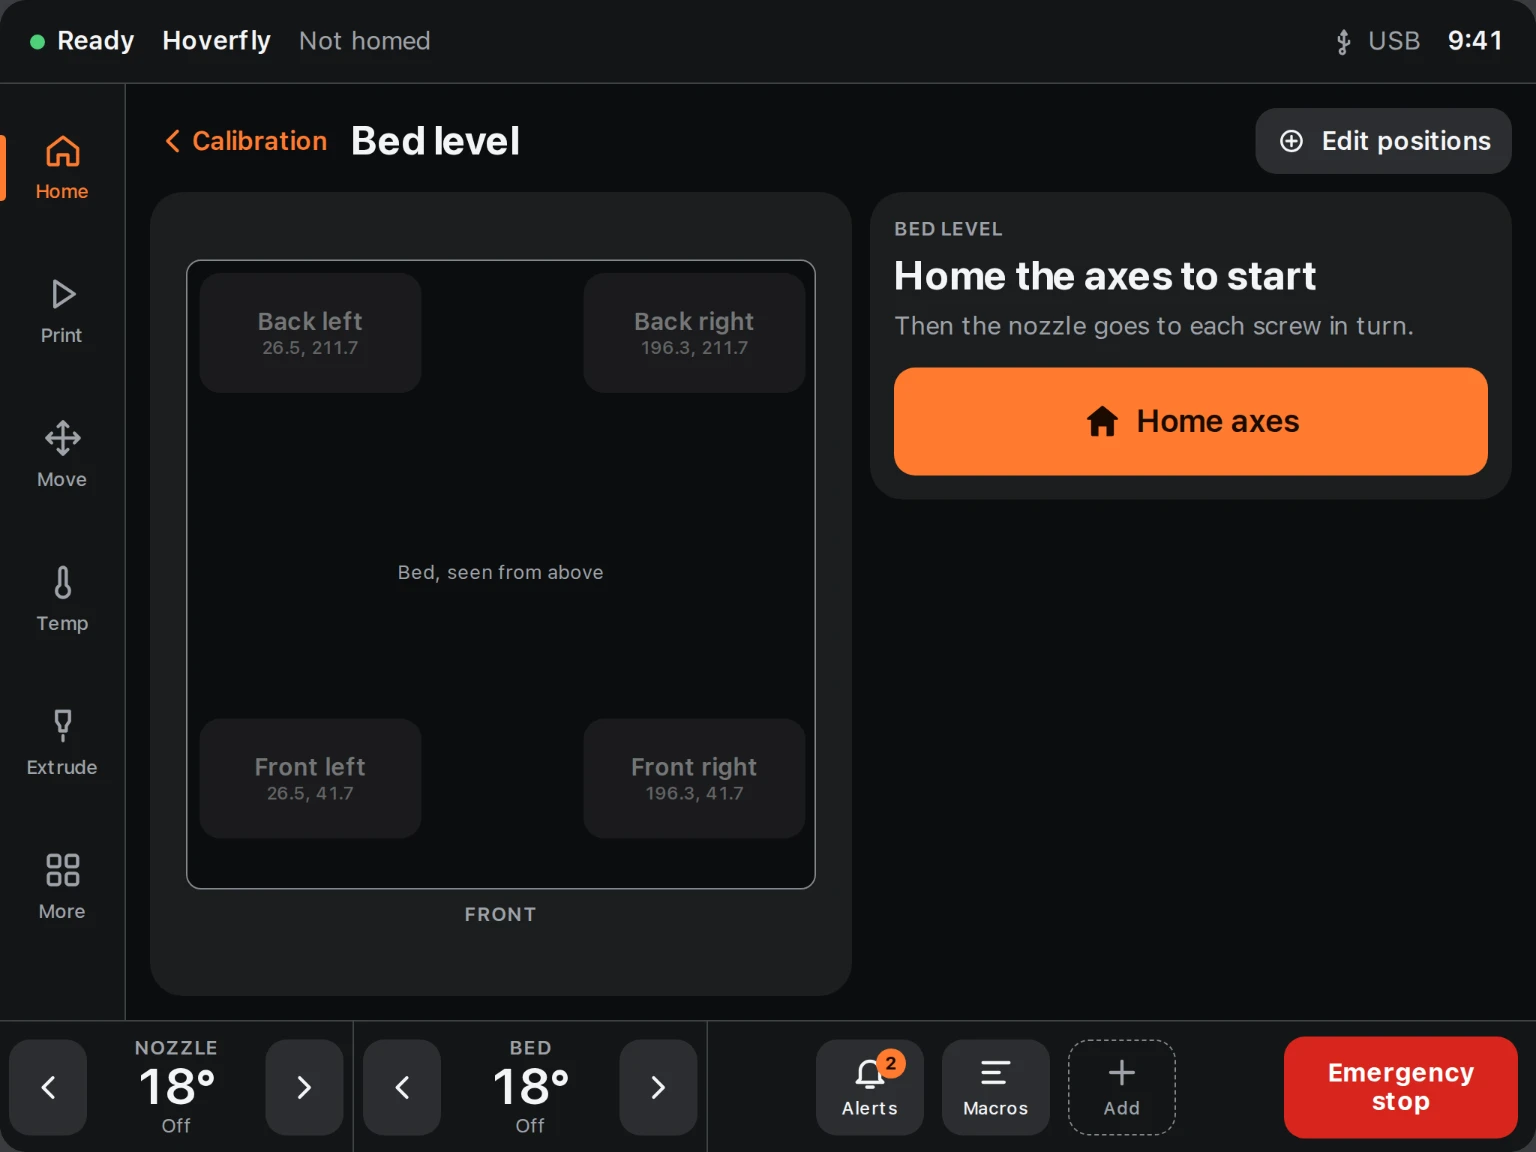 Ready Hoverfly Not homed USB 9:41
Calibration Bed level Edit positions
Home
Print
Move
Temp
Extrude
More
Back left
26.5, 211.7
Back right
196.3, 211.7
Bed, seen from above
Front left
26.5, 41.7
Front right
196.3, 41.7
FRONT
BED LEVEL
Home the axes to start
Then the nozzle goes to each screw in turn.
Home axes
NOZZLE
18°
Off
BED
18°
Off
2
Alerts
Macros
Add
Emergency
stop